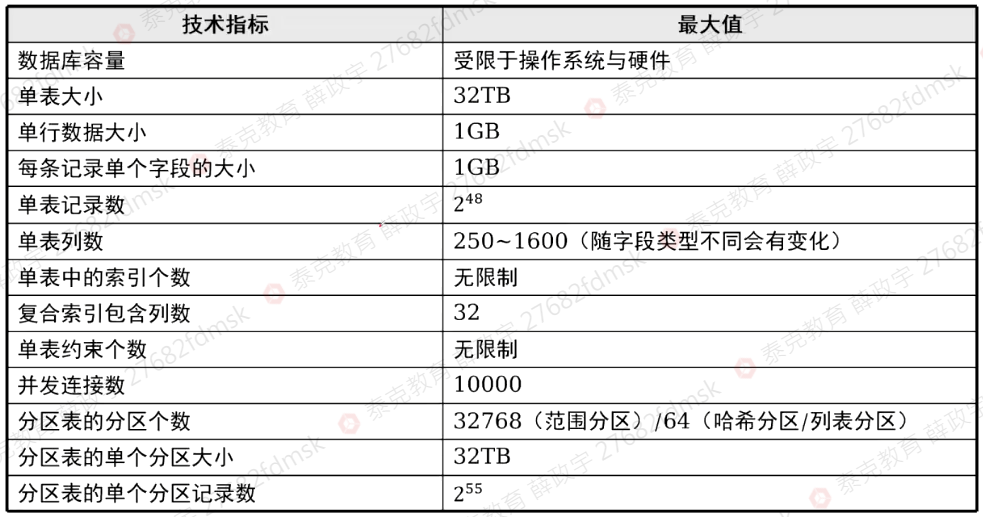 技术指标 最大值
数据库容量 受限于操作系统与硬件
单表大小 32TB
单行数据大小 1GB
每条记录单个字段的大小 1GB
单表记录数 2⁴⁸
单表列数 250~1600（随字段类型不同会有变化）
单表中的索引个数 无限制
复合索引包含列数 32
单表约束个数 无限制
并发连接数 10000
分区表的分区个数 32768（范围分区）/64（哈希分区/列表分区）
分区表的单个分区大小 32TB
分区表的单个分区记录数 2⁵⁵
泰克教育 薛政宇 27682fdmsk